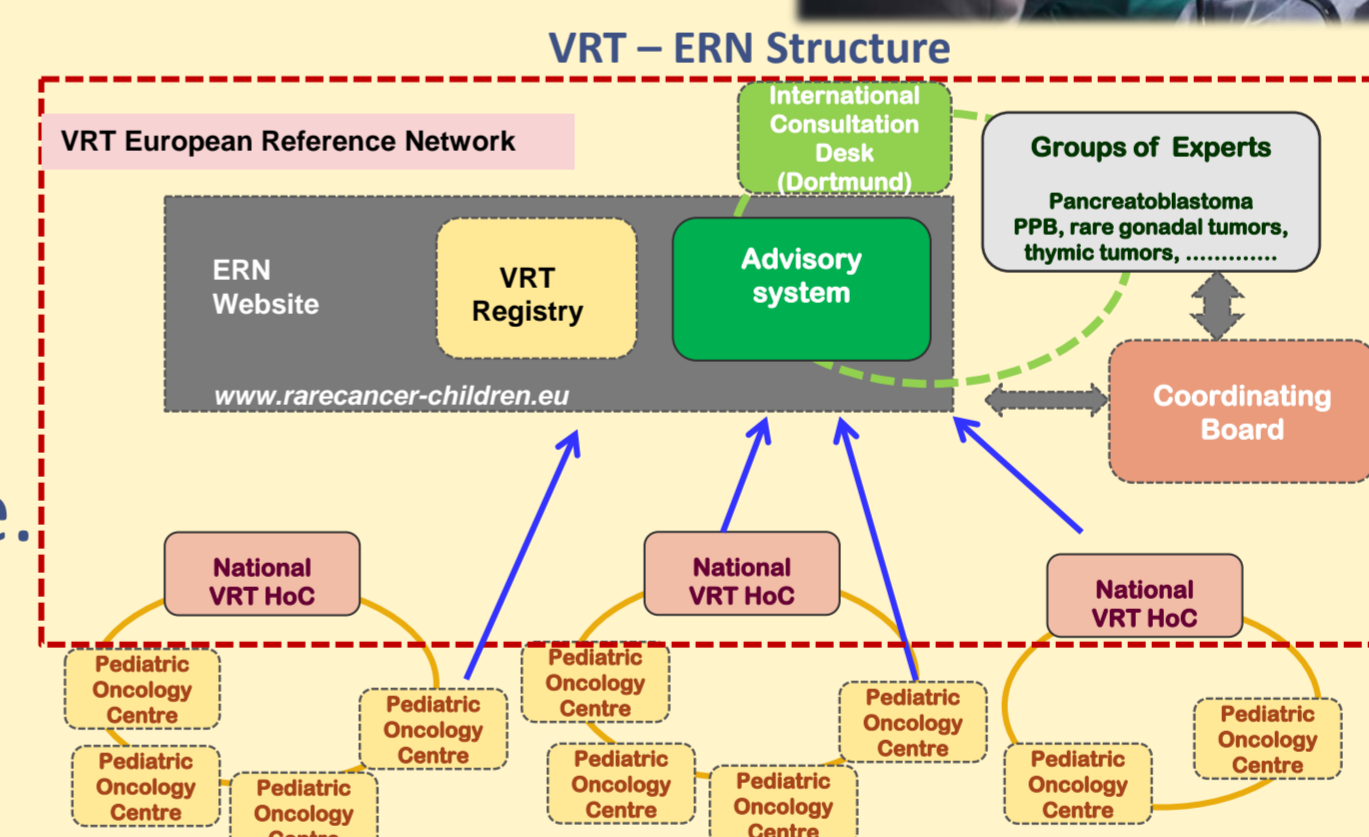 VRT – ERN Structure
VRT European Reference Network
International
Consultation
Desk
(Dortmund)
Groups of Experts
Pancreatoblastoma
PPB, rare gonadal tumors,
thymic tumors, .............
ERN
Website
VRT
Registry
Advisory
system
www.rarecancer-children.eu
Coordinating
Board
e.
National
VRT HoC
National
VRT HoC
National
VRT HoC
Pediatric
Oncology
Centre
Pediatric
Oncology
Centre
Pediatric
Oncology
Centre
Pediatric
Oncology
Centre
Pediatric
Oncology
Centre
Pediatric
Oncology
Centre
Pediatric
Oncology
Centre
Pediatric
Oncology
Centre
Pediatric
Oncology
Centre
Pediatric
Oncology
Centre